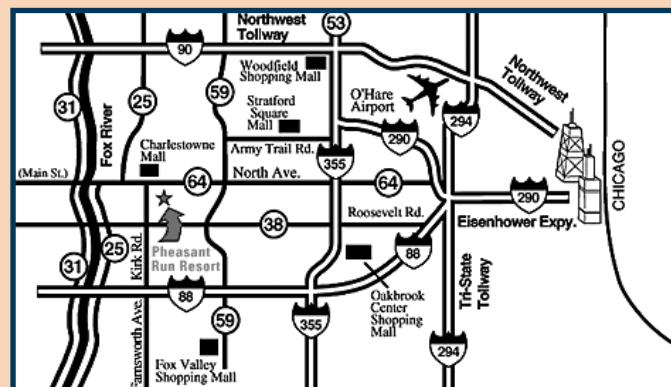 Northwest
Tollway
53
90
Woodfield
Shopping Mall
31
25
59
Fox River
Stratford
Square
Mall
O'Hare
Airport
294
Northwest
Tollway
Charlestowne
Mall
290
Army Trail Rd.
355
(Main St.)
64
North Ave.
64
290
CHICAGO
Roosevelt Rd.
Eisenhower Expy.
38
25
Kirk Rd.
Pheasant
Run Resort
88
31
88
Oakbrook
Center
Shopping
Mall
Tri-State
Tollway
59
355
294
Farnsworth Ave.
Fox Valley
Shopping Mall